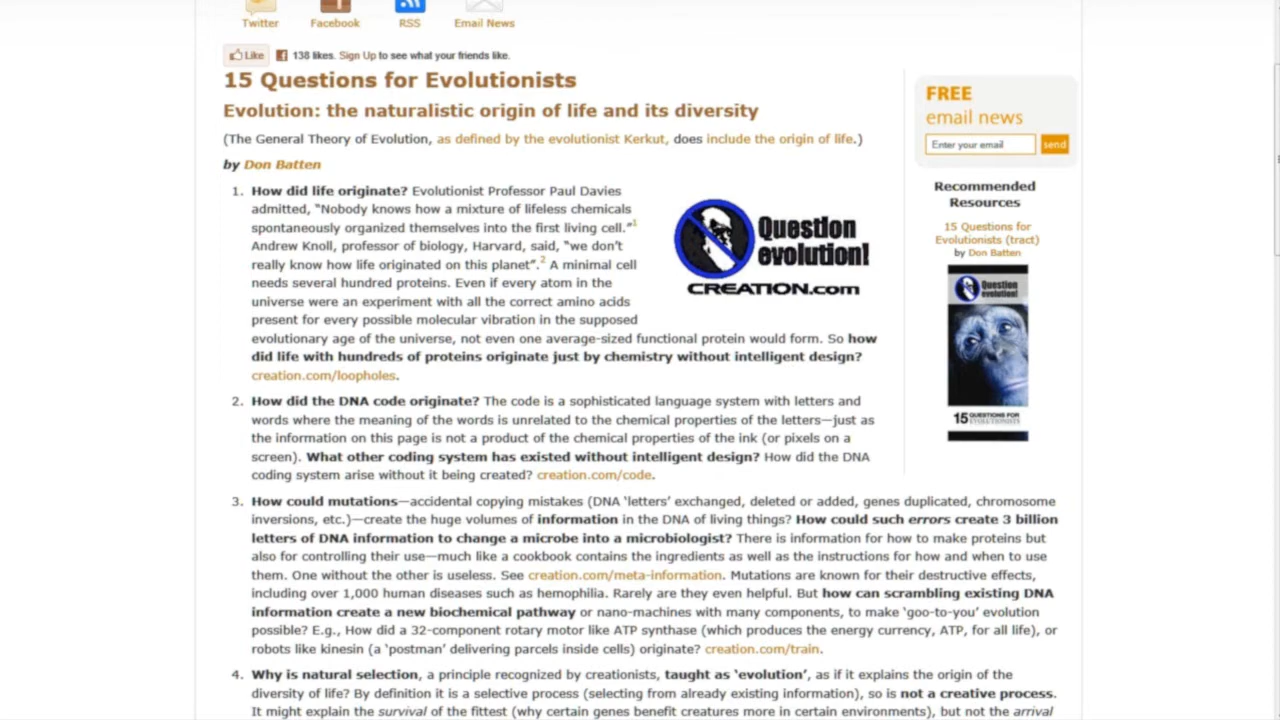 Twitter
Facebook
RSS
Email News
Like
138 likes. Sign Up to see what your friends like.
15 Questions for Evolutionists
Evolution: the naturalistic origin of life and its diversity
(The General Theory of Evolution, as defined by the evolutionist Kerkut, does include the origin of life.)
by Don Batten
1. How did life originate? Evolutionist Professor Paul Davies
admitted, “Nobody knows how a mixture of lifeless chemicals
spontaneously organized themselves into the first living cell.”1
Andrew Knoll, professor of biology, Harvard, said, “we don’t
really know how life originated on this planet”.2 A minimal cell
needs several hundred proteins. Even if every atom in the
universe were an experiment with all the correct amino acids
present for every possible molecular vibration in the supposed
evolutionary age of the universe, not even one average-sized functional protein would form. So how
did life with hundreds of proteins originate just by chemistry without intelligent design?
creation.com/loopholes.
Question
evolution!
CREATION.com
2. How did the DNA code originate? The code is a sophisticated language system with letters and
words where the meaning of the words is unrelated to the chemical properties of the letters—just as
the information on this page is not a product of the chemical properties of the ink (or pixels on a
screen). What other coding system has existed without intelligent design? How did the DNA
coding system arise without it being created? creation.com/code.
3. How could mutations—accidental copying mistakes (DNA ‘letters’ exchanged, deleted or added, genes duplicated, chromosome
inversions, etc.)—create the huge volumes of information in the DNA of living things? How could such errors create 3 billion
letters of DNA information to change a microbe into a microbiologist? There is information for how to make proteins but
also for controlling their use—much like a cookbook contains the ingredients as well as the instructions for how and when to use
them. One without the other is useless. See creation.com/meta-information. Mutations are known for their destructive effects,
including over 1,000 human diseases such as hemophilia. Rarely are they even helpful. But how can scrambling existing DNA
information create a new biochemical pathway or nano-machines with many components, to make ‘goo-to-you’ evolution
possible? E.g., How did a 32-component rotary motor like ATP synthase (which produces the energy currency, ATP, for all life), or
robots like kinesin (a ‘postman’ delivering parcels inside cells) originate? creation.com/train.
4. Why is natural selection, a principle recognized by creationists, taught as ‘evolution’, as if it explains the origin of the
diversity of life? By definition it is a selective process (selecting from already existing information), so is not a creative process.
It might explain the survival of the fittest (why certain genes benefit creatures more in certain environments), but not the arrival
FREE
email news
Enter your email
send
Recommended
Resources
15 Questions for
Evolutionists (tract)
by Don Batten
Question
evolution!
15 QUESTIONS FOR
EVOLUTIONISTS